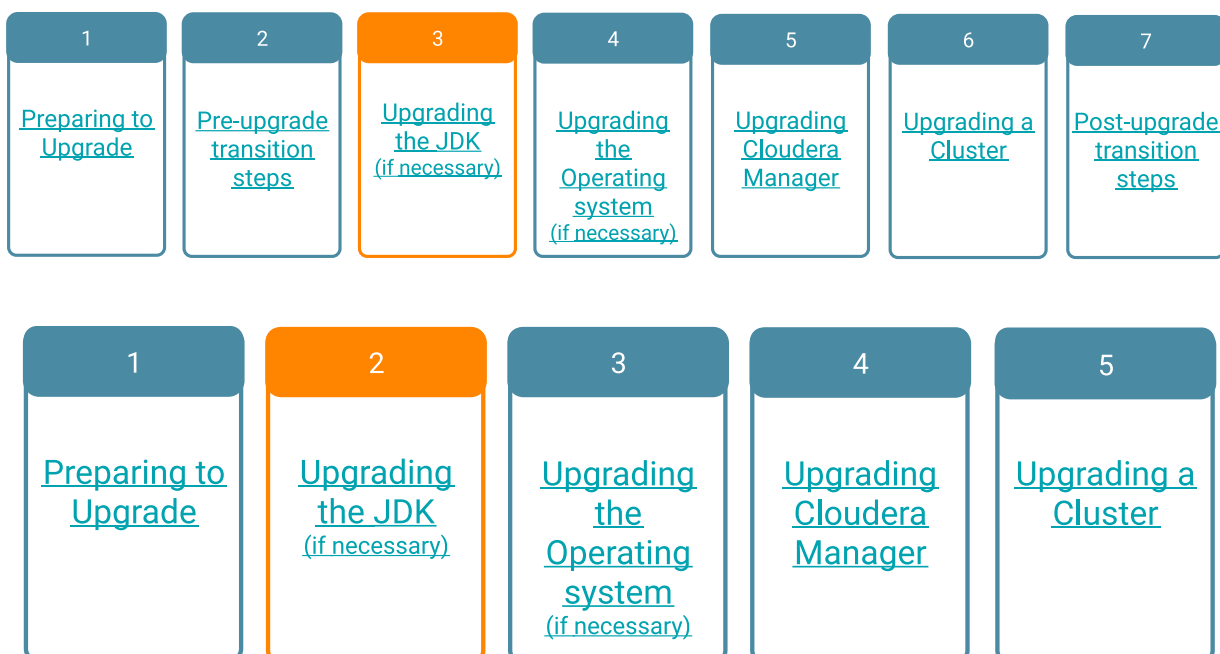 1
Preparing to
Upgrade
2
Pre-upgrade
transition
steps
3
Upgrading
the JDK
(if necessary)
4
Upgrading
the
Operating
system
(if necessary)
5
Upgrading
Cloudera
Manager
6
Upgrading a
Cluster
7
Post-upgrade
transition
steps
1
Preparing to
Upgrade
2
Upgrading
the JDK
(if necessary)
3
Upgrading
the
Operating
system
(if necessary)
4
Upgrading
Cloudera
Manager
5
Upgrading a
Cluster